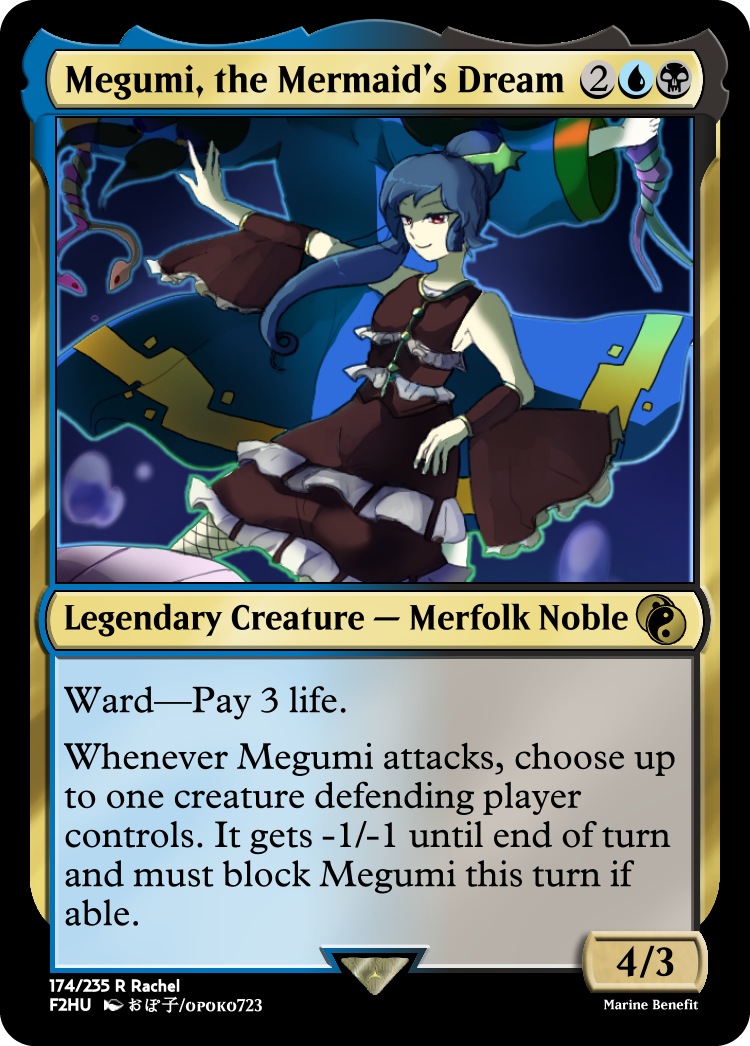 Megumi, the Mermaid's Dream 2
Legendary Creature — Merfolk Noble
Ward—Pay 3 life.
Whenever Megumi attacks, choose up
to one creature defending player
controls. It gets -1/-1 until end of turn
and must block Megumi this turn if
able.
4/3
174/235 R Rachel
F2HU おぽ子/OPOKO723
Marine Benefit